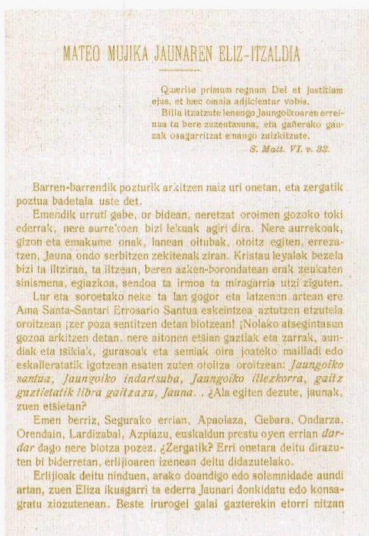 MATEO MUJIKA JAUNAREN ELIZ-ITZALDIA
Quærite primum regnum Dei et justitiam
ejus, et hæc omnia adjicientur vobis.
Billa itzatzute lenengo Jaungoikoaren errei-
nua ta bere zuzentasuna, eta gañerako gau-
zak osagarritzat emango zaizkitzute.
S. Mait. VI. v. 33.
Barren-barrendik pozturik arkitzen naiz uri onetan, eta zergatik
poztua badetala uste det.
Emendik urruti gabe, or bidean, neretzat oroimen gozoko toki
ederrak, nere aurrekoen bizi lekuak agiri dira. Nere aurrekoak,
gizon eta emakume onak, lanean oitubak, otoitz egiten, erreza-
tzen, Jauna ondo serbitzen zekitenak ziran. Kristau leyalak bezela
bizi ta iltziran, ta iltzean, beren azken-borondatean erak zeukaten
sinismena, egiazkoa, sendoa ta irmoa ta miragarria utzi ziguten.
Lur eta soroetako neke ta lan gogor eta latzenen artean ere
Ama Santa-Santari Errosario Santua eskeintzea aztutzen etzutela
oroitzean ¡zer poza sentitzen detan biotzean! ¡Nolako atsegintasun
gozoa arkitzen detan, nere aitonen etsian gaztiak eta zarrak, aun-
diak eta txikiak, gurasoak eta semiak oira joateko mailladi edo
eskalleratatik igotzean esaten zuten otoitza oroitzean: Jaungoiko
santua, Jaungoiko indartsuba, Jaungoiko illezkorra, gaitz
guztietatik libra gaitzazu, Jauna. . ¿Ala egiten dezute, jaunak,
zuen etsietan?
Emen berriz, Segurako errian, Apaolaza, Gebara, Ondarza,
Orendain, Lardizabal, Azpiazu, euskaldun prestu oyen errian dar-
dar dago nere biotza pozez. ¿Zergatik? Erri onetara deitu dirazu-
ten bi biderretan, erlijioaren izenean deitu didazutelako.
Erlijioak deitu ninduen, arako doandigo edo solemnidade aundi
artan, zuen Eliza ikusgarri ta ederra Jaunari donkidatu edo konsa-
gratu ziozutenean. Beste irurogei galai gazterekin etorri nitzan